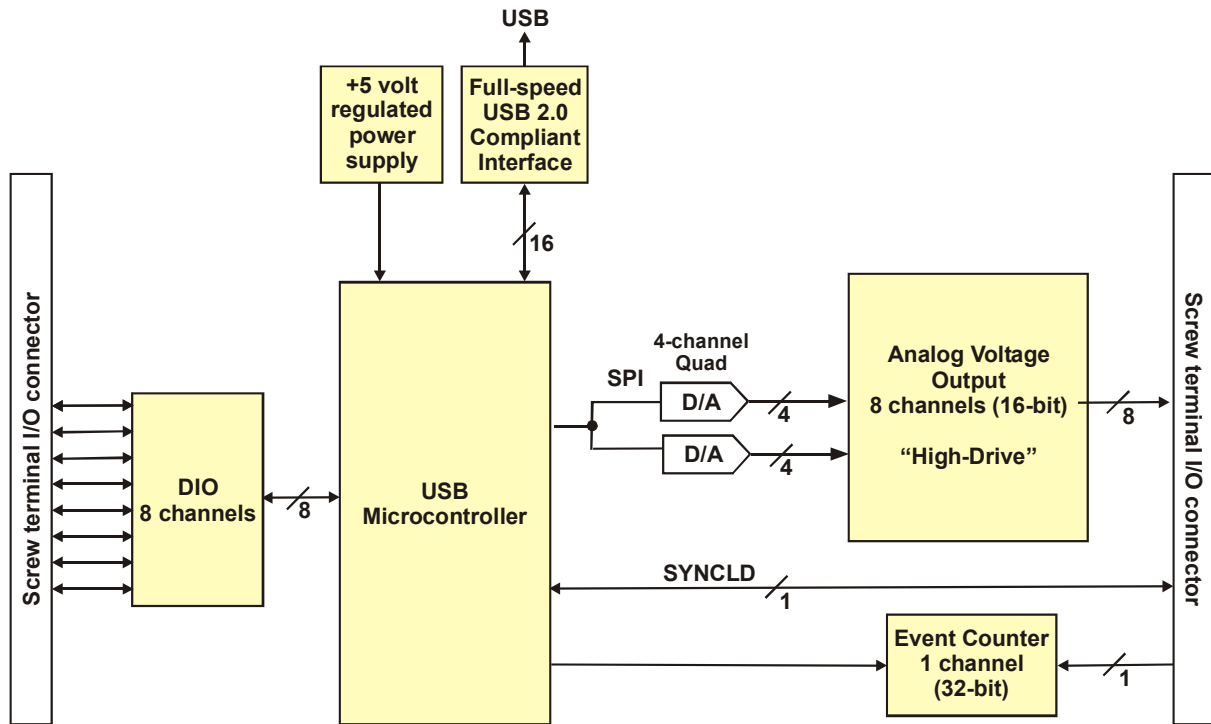 USB
+5 volt
regulated
power
supply
Full-speed
USB 2.0
Compliant
Interface
16
Screw terminal I/O connector
DIO
8 channels
8
USB
Microcontroller
SPI
4-channel
Quad
D/A
4
D/A
4
Analog Voltage
Output
8 channels (16-bit)
“High-Drive”
8
SYNCLD
1
Event Counter
1 channel
(32-bit)
1
Screw terminal I/O connector